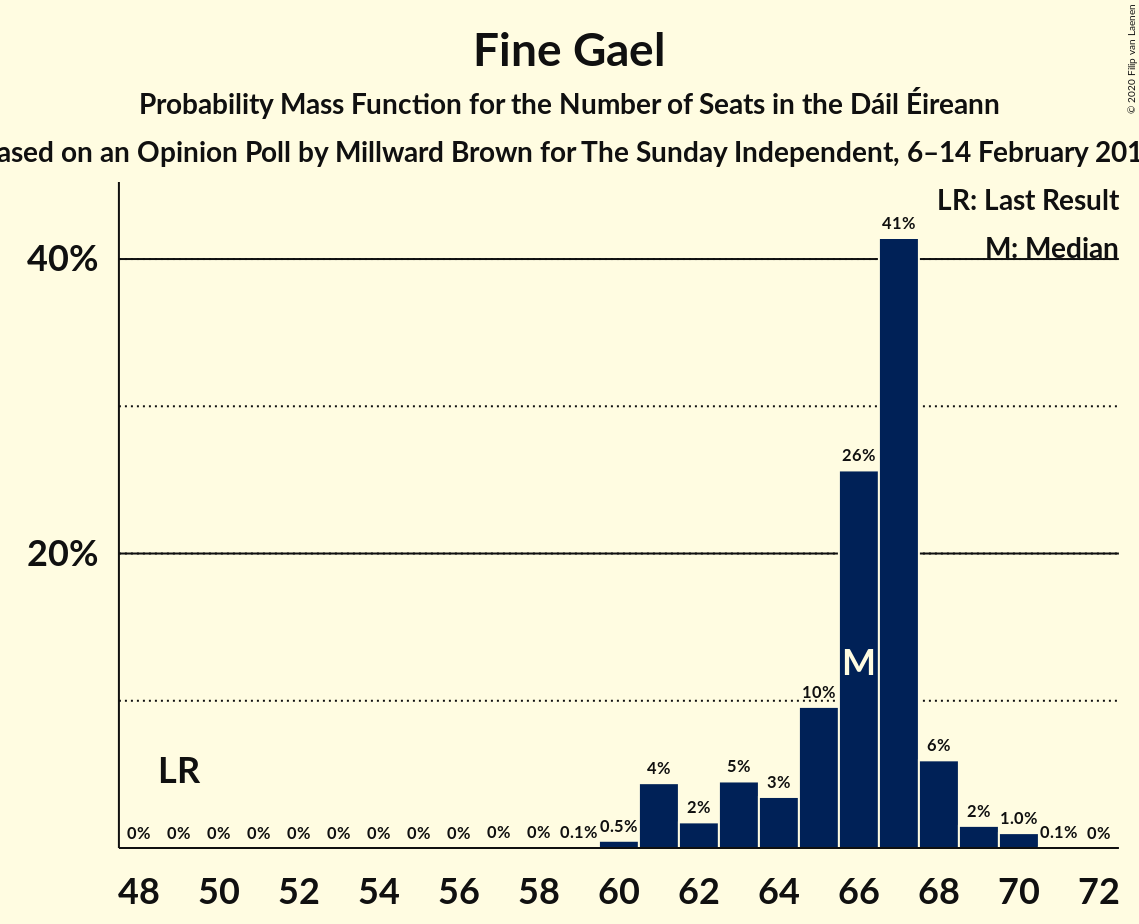 Fine Gael
Probability Mass Function for the Number of Seats in the Dáil Éireann
ased on an Opinion Poll by Millward Brown for The Sunday Independent, 6–14 February 201
© 2020 Filip van Laenen
LR: Last Result
M: Median
40%
20%
41%
26%
10%
6%
4%
2%
5%
3%
2%
1.0%
0% 0% 0% 0% 0% 0% 0% 0% 0% 0% 0% 0.1% 0.5%
0.1% 0%
LR
M
48 50 52 54 56 58 60 62 64 66 68 70 72